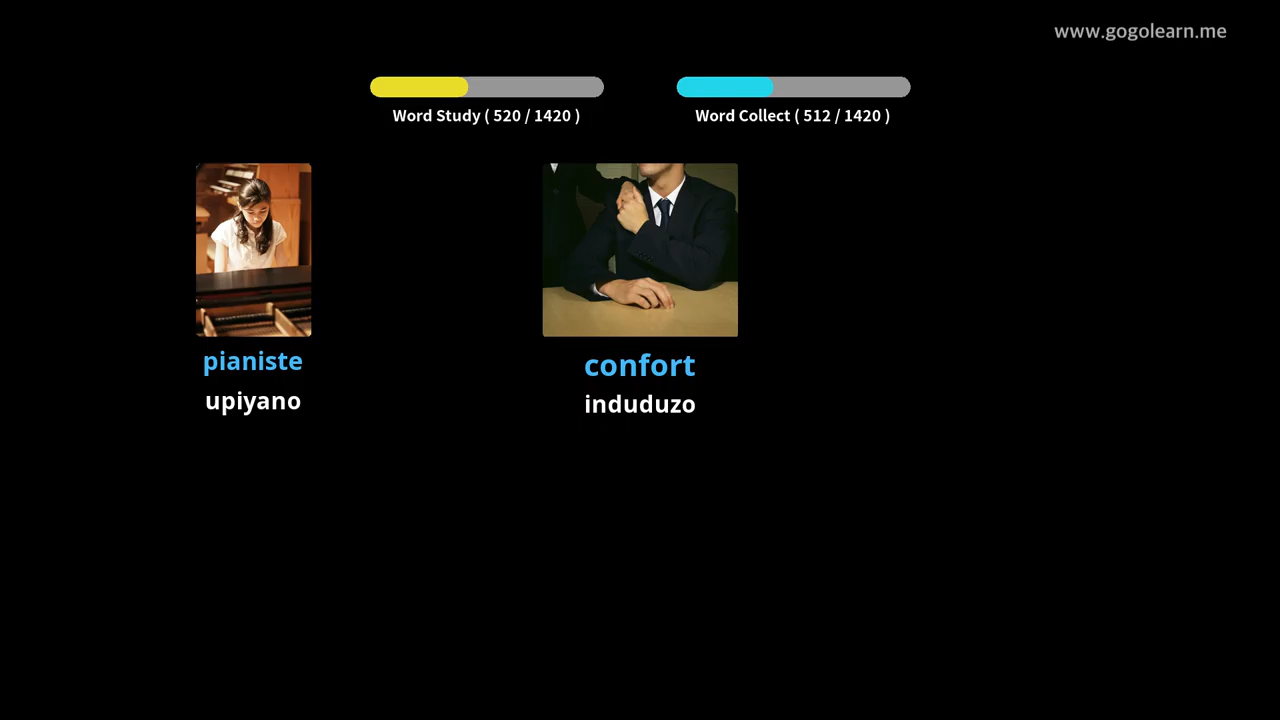 www.gogolearn.me
Word Study ( 520 / 1420 )
Word Collect ( 512 / 1420 )
pianiste
upiyano
confort
induduzo